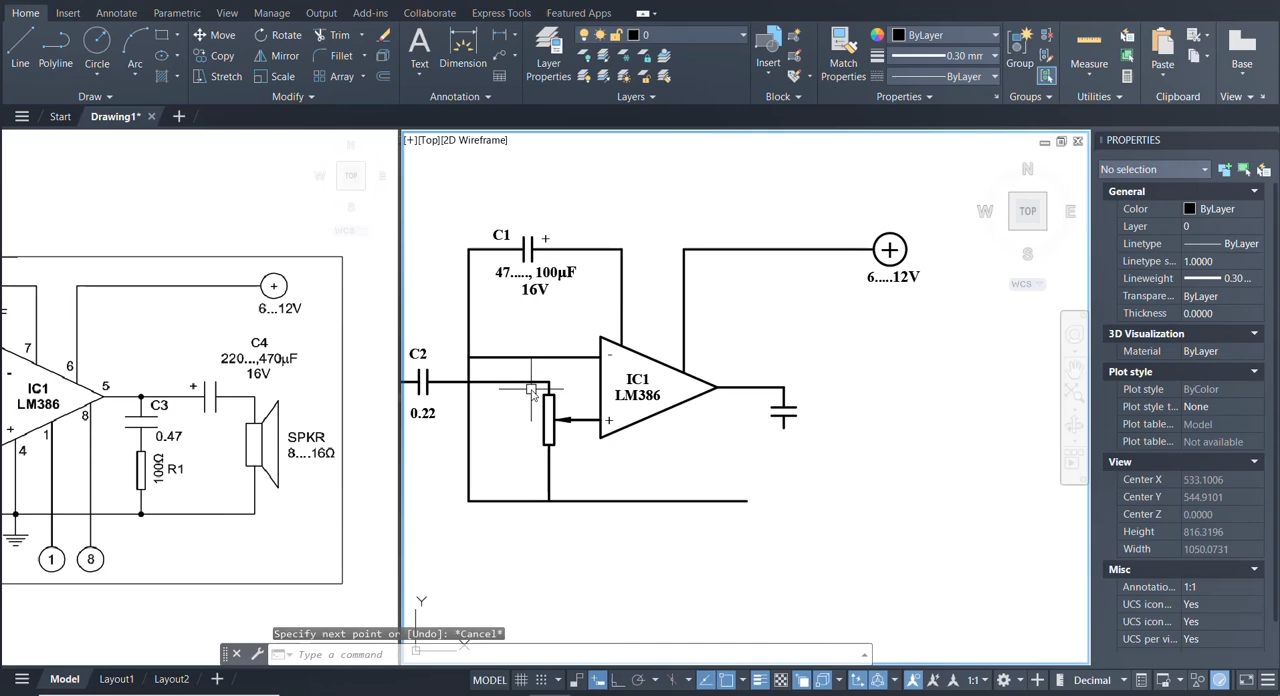 Home Insert Annotate Parametric View Manage Output Add-ins Collaborate Express Tools Featured Apps
Line Polyline Circle Arc
Move Rotate Trim
Copy Mirror Fillet
Stretch Scale Array
Text Dimension
Layer Properties
0
Insert
Match Properties
ByLayer
0.30 mm
ByLayer
Group
Measure
Paste
Base
Draw Modify Annotation Layers Block Properties Groups Utilities Clipboard View
Start Drawing1*
[+][Top][2D Wireframe]
N
W TOP E
S
WCS
N
W TOP E
S
WCS
6...12V
C4
220...,470µF
16V
7
6
-
IC1
LM386
5
+
C3
8
0.47
+
1
4
100Ω
R1
SPKR
8....16Ω
1
8
C1
+
47....., 100µF
16V
+
6.....12V
C2
0.22
-
IC1
LM386
+
Y
X
Specify next point or [Undo]: *Cancel*
Type a command
PROPERTIES
No selection
General
Color ByLayer
Layer 0
Linetype ByLayer
Linetype s... 1.0000
Lineweight 0.30...
Transpare... ByLayer
Thickness 0.0000
3D Visualization
Material ByLayer
Plot style
Plot style ByColor
Plot style t... None
Plot table... Model
Plot table... Not available
View
Center X 533.1006
Center Y 544.9101
Center Z 0.0000
Height 816.3196
Width 1050.0731
Misc
Annotatio... 1:1
UCS icon... Yes
UCS icon... Yes
UCS per vi... Yes
Model Layout1 Layout2
MODEL 1:1 Decimal